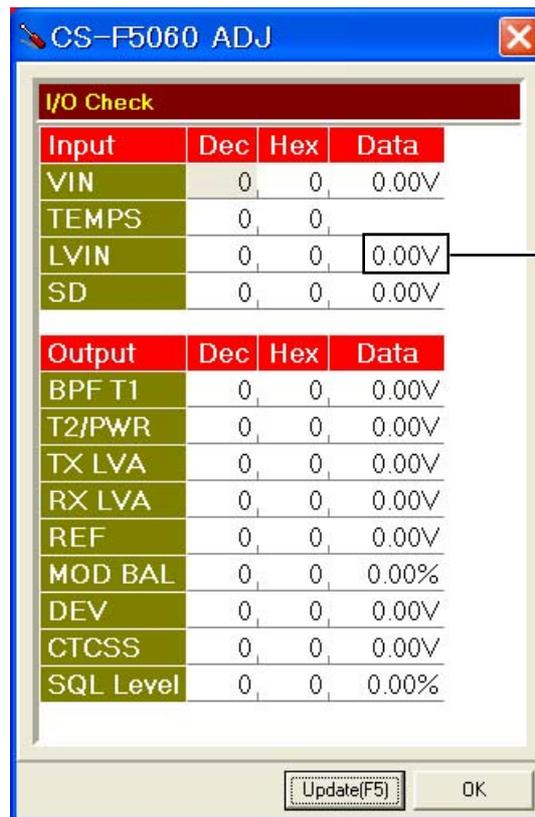 CS-F5060 ADJ
I/O Check
Input Dec Hex Data
VIN 0 0 0.00V
TEMPS 0 0
LVIN 0 0 0.00V
SD 0 0 0.00V
Output Dec Hex Data
BPF T1 0 0 0.00V
T2/PWR 0 0 0.00V
TX LVA 0 0 0.00V
RX LVA 0 0 0.00V
REF 0 0 0.00V
MOD BAL 0 0 0.00%
DEV 0 0 0.00V
CTCSS 0 0 0.00V
SQL Level 0 0 0.00%
Update(F5) OK